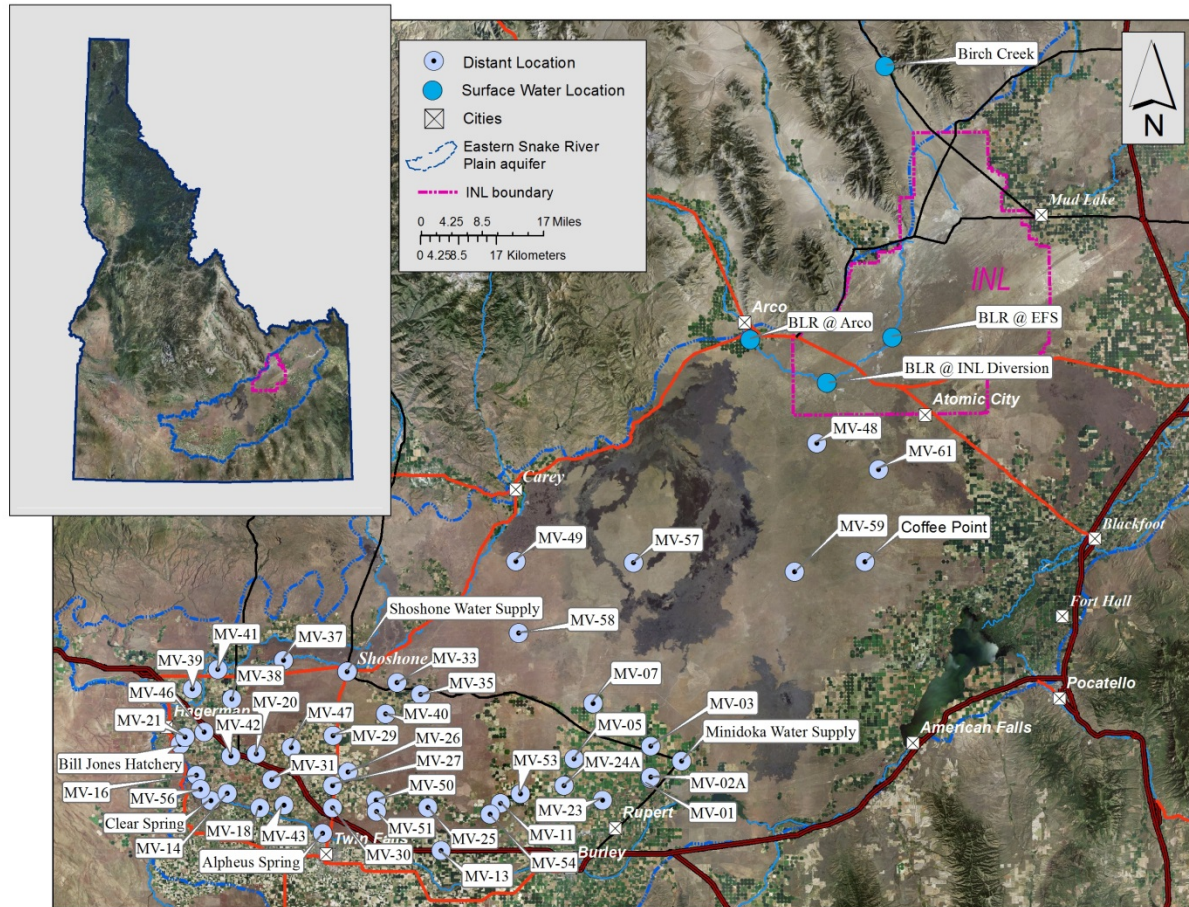 Distant Location
Surface Water Location
Cities
Eastern Snake River
Plain aquifer
INL boundary
0 4.25 8.5 17 Miles
0 4.25 8.5 17 Kilometers
N
Birch Creek
Mud Lake
INL
Arco
BLR @ Arco
BLR @ EFS
BLR @ INL Diversion
Atomic City
MV-48
MV-61
Carey
Blackfoot
MV-49
MV-57
MV-59
Coffee Point
Shoshone Water Supply
MV-58
Fort Hall
MV-41
MV-37
MV-39
MV-38
Shoshone
MV-33
MV-46
MV-20
MV-35
MV-07
Pocatello
Hagerman
MV-42
MV-47
MV-40
MV-03
MV-21
MV-29
MV-05
American Falls
MV-26
Minidoka Water Supply
Bill Jones Hatchery
MV-31
MV-27
MV-53
MV-24A
MV-02A
MV-16
MV-50
MV-56
MV-23
Rupert
MV-01
Clear Spring
MV-18
MV-43
MV-51
MV-25
MV-11
MV-14
Twin Falls
Alpheus Spring
MV-30
MV-54
Burley
MV-13